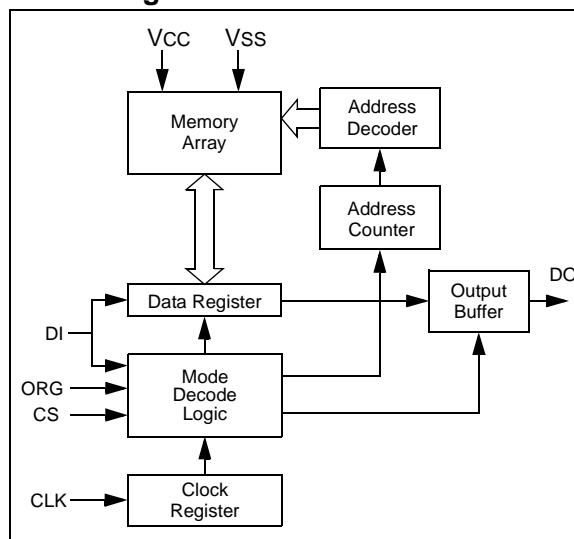 VCC
VSS
Memory
Array
Address
Decoder
Address
Counter
Data Register
Output
Buffer
DO
DI
ORG
CS
Mode
Decode
Logic
CLK
Clock
Register